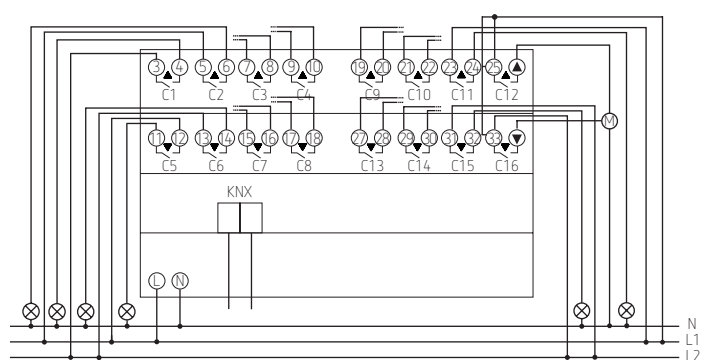 3 4 5 6 7 8 9 10 19 20 21 22 23 24 25
C1 C2 C3 C4 C9 C10 C11 C12
M
11 12 13 14 15 16 17 18 27 28 29 30 31 32 33
C5 C6 C7 C8 C13 C14 C15 C16
KNX
L N
N
L1
L2